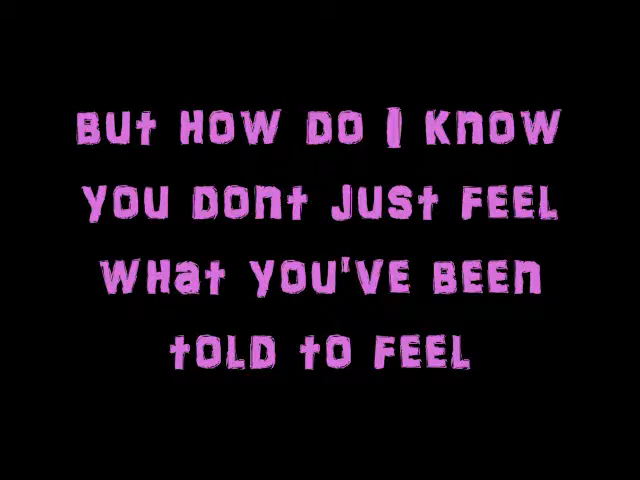 BUt HOW DO I KnOW
YOU DOnt JUSt FEEL
WHat YOU'VE BEEn
tOLD tO FEEL